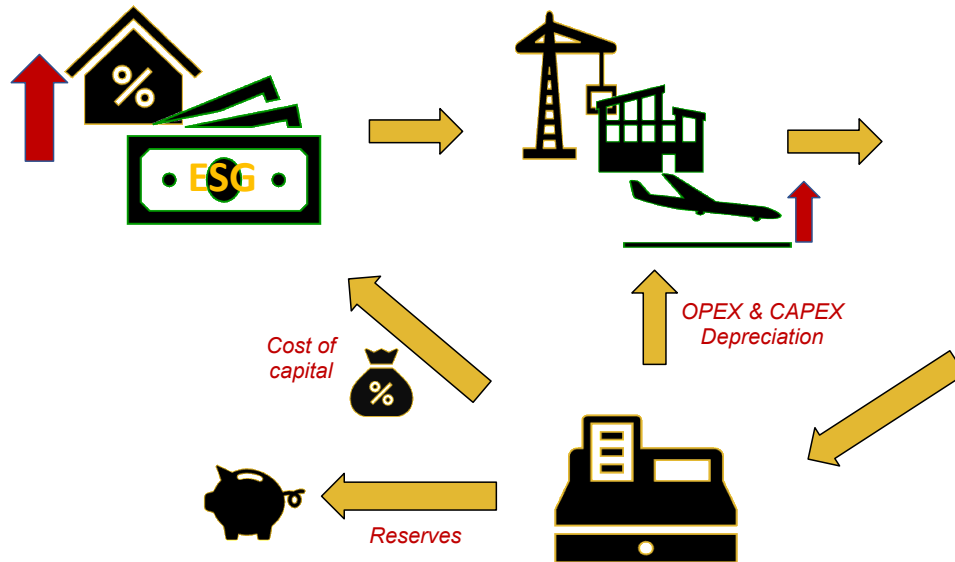 %
ESG
OPEX & CAPEX
Depreciation
Cost of
capital
%
Reserves